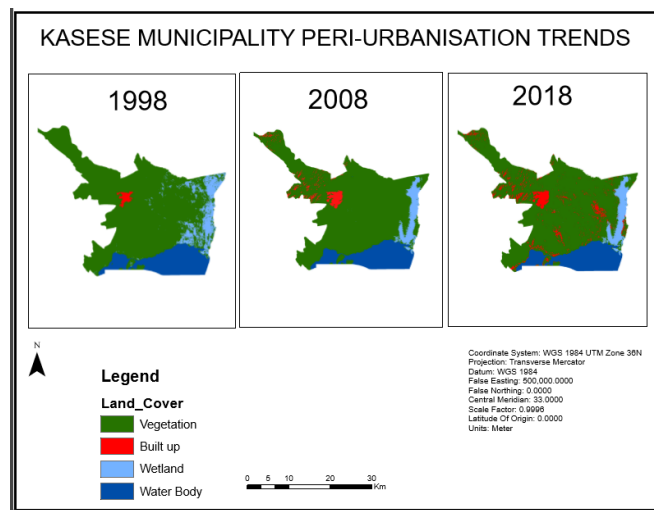 KASESE MUNICIPALITY PERI-URBANISATION TRENDS
1998
2008
2018
N
Legend
Land_Cover
Vegetation
Built up
Wetland
Water Body
0 5 10 20 30
Km
Coordinate System: WGS 1984 UTM Zone 36N
Projection: Transverse Mercator
Datum: WGS 1984
False Easting: 500,000.0000
False Northing: 0.0000
Central Meridian: 33.0000
Scale Factor: 0.9996
Latitude Of Origin: 0.0000
Units: Meter